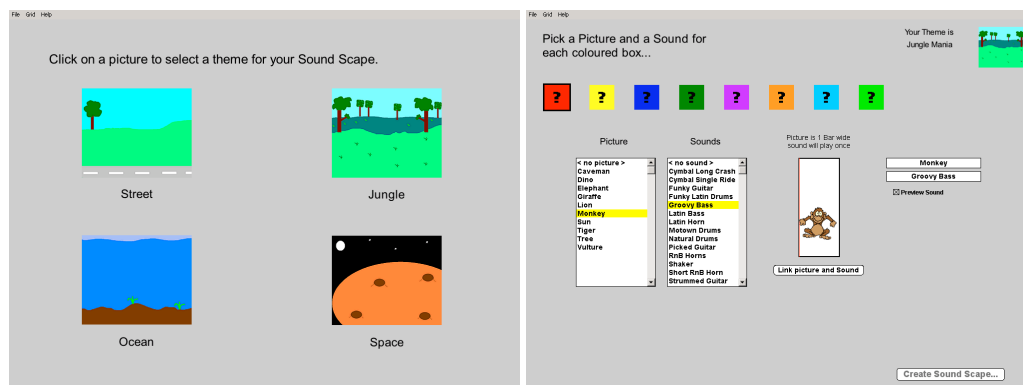 File Grid Help
Click on a picture to select a theme for your Sound Scape.
Street
Jungle
Ocean
Space
File Grid Help
Pick a Picture and a Sound for
each coloured box...
Your Theme is
Jungle Mania
? ? ? ? ? ? ? ?
Picture
< no picture >
Caveman
Dino
Elephant
Giraffe
Lion
Monkey
Sun
Tiger
Tree
Vulture
Sounds
< no sound >
Cymbal Long Crash
Cymbal Single Ride
Funky Guitar
Funky Latin Drums
Groovy Bass
Latin Bass
Latin Horn
Motown Drums
Natural Drums
Picked Guitar
RnB Horns
Shaker
Short RnB Horn
Strummed Guitar
Picture is 1 Bar wide
sound will play once
Link picture and Sound
Monkey
Groovy Bass
Preview Sound
Create Sound Scape...